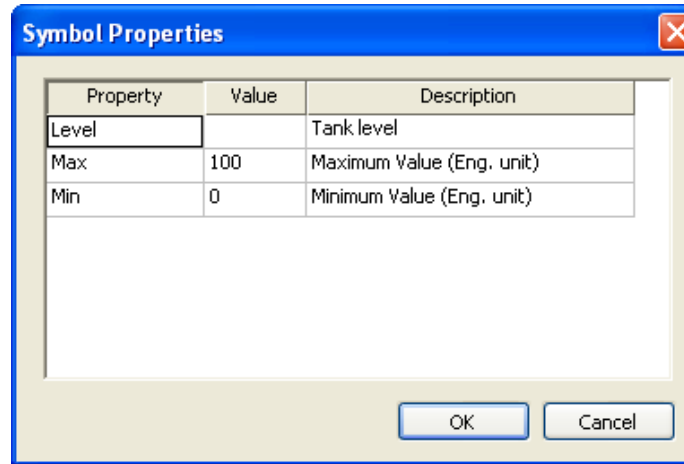 Symbol Properties
Property Value Description
Level Tank level
Max 100 Maximum Value (Eng. unit)
Min 0 Minimum Value (Eng. unit)
OK Cancel